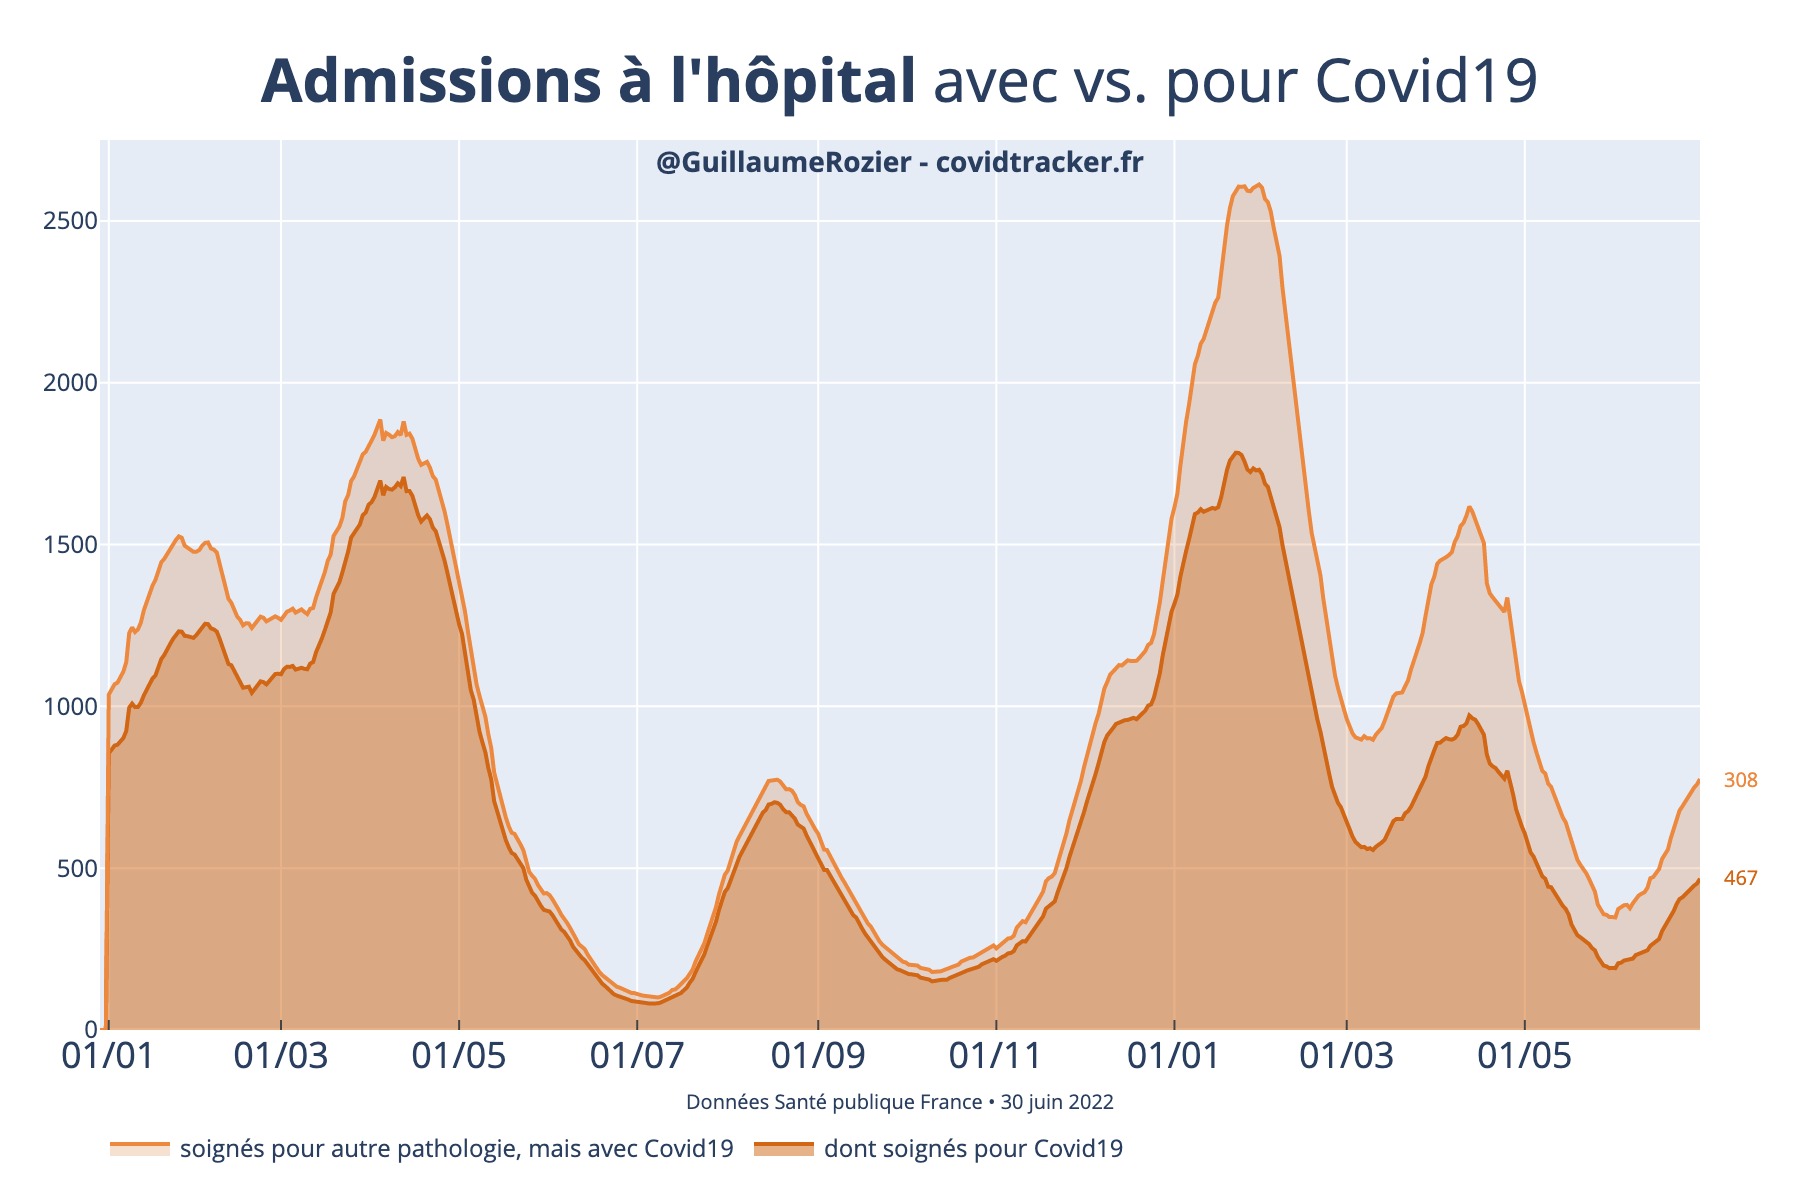 Admissions à l'hôpital avec vs. pour Covid19
@GuillaumeRozier - covidtracker.fr
2500
2000
1500
1000
500
0
308
467
01/01 01/03 01/05 01/07 01/09 01/11 01/01 01/03 01/05
Données Santé publique France • 30 juin 2022
soignés pour autre pathologie, mais avec Covid19 dont soignés pour Covid19